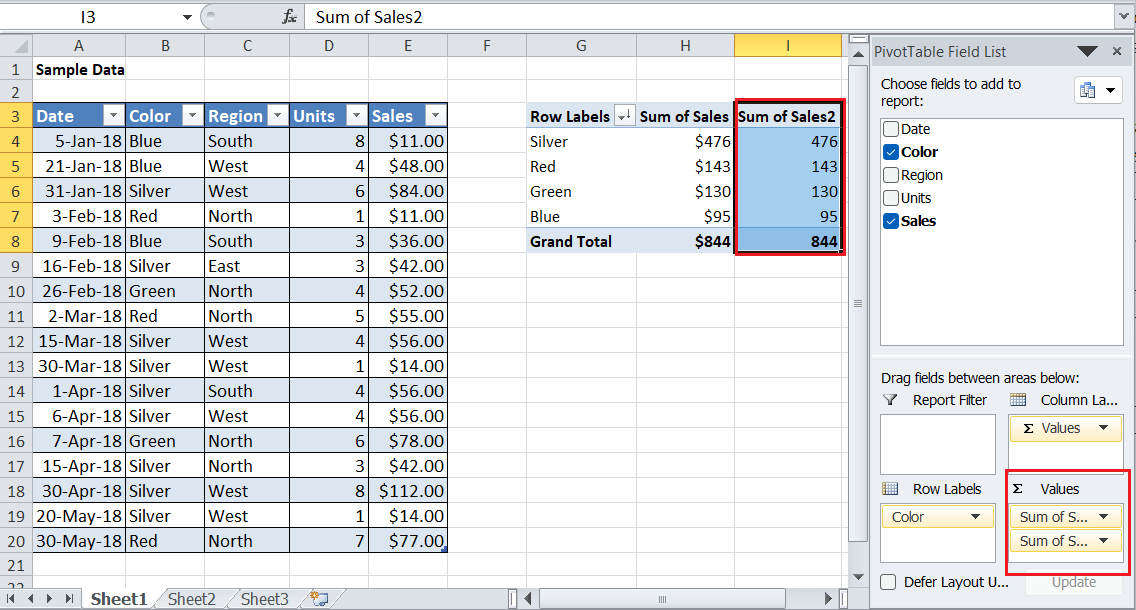 I3 fx Sum of Sales2
A B C D E F G H I
1 Sample Data
2
3 Date Color Region Units Sales Row Labels Sum of Sales Sum of Sales2
4 5-Jan-18 Blue South 8 $11.00 Silver $476 476
5 21-Jan-18 Blue West 4 $48.00 Red $143 143
6 31-Jan-18 Silver West 6 $84.00 Green $130 130
7 3-Feb-18 Red North 1 $11.00 Blue $95 95
8 9-Feb-18 Blue South 3 $36.00 Grand Total $844 844
9 16-Feb-18 Silver East 3 $42.00
10 26-Feb-18 Green North 4 $52.00
11 2-Mar-18 Red North 5 $55.00
12 15-Mar-18 Silver West 4 $56.00
13 30-Mar-18 Silver West 1 $14.00
14 1-Apr-18 Silver South 4 $56.00
15 6-Apr-18 Silver West 4 $56.00
16 7-Apr-18 Green North 6 $78.00
17 15-Apr-18 Silver North 3 $42.00
18 30-Apr-18 Silver West 8 $112.00
19 20-May-18 Silver West 1 $14.00
20 30-May-18 Red North 7 $77.00
21
22
Sheet1 Sheet2 Sheet3
PivotTable Field List
Choose fields to add to
report:
Date
Color
Region
Units
Sales
Drag fields between areas below:
Report Filter Column La...
Σ Values
Row Labels Σ Values
Color Sum of S...
Sum of S...
Defer Layout U... Update